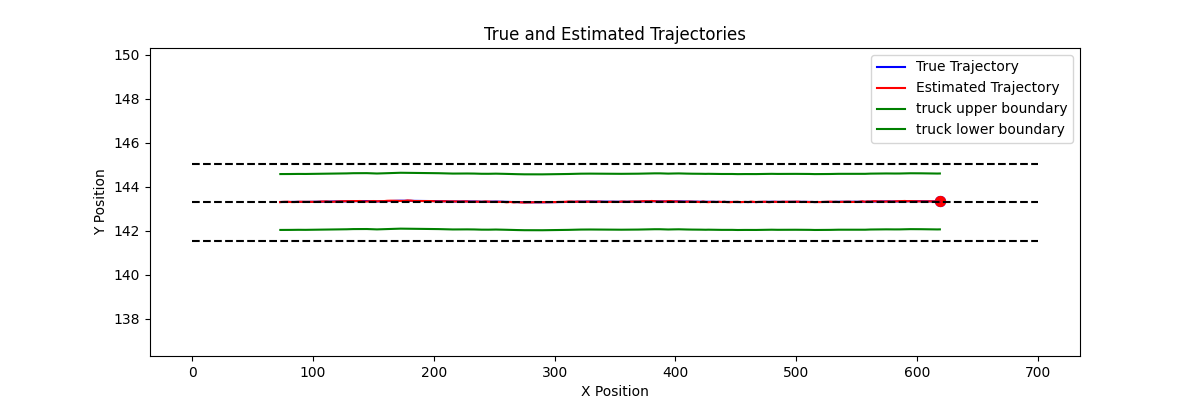 True and Estimated Trajectories
150
148
146
144
142
140
138
Y Position
True Trajectory
Estimated Trajectory
truck upper boundary
truck lower boundary
0
100
200
300
400
500
600
700
X Position